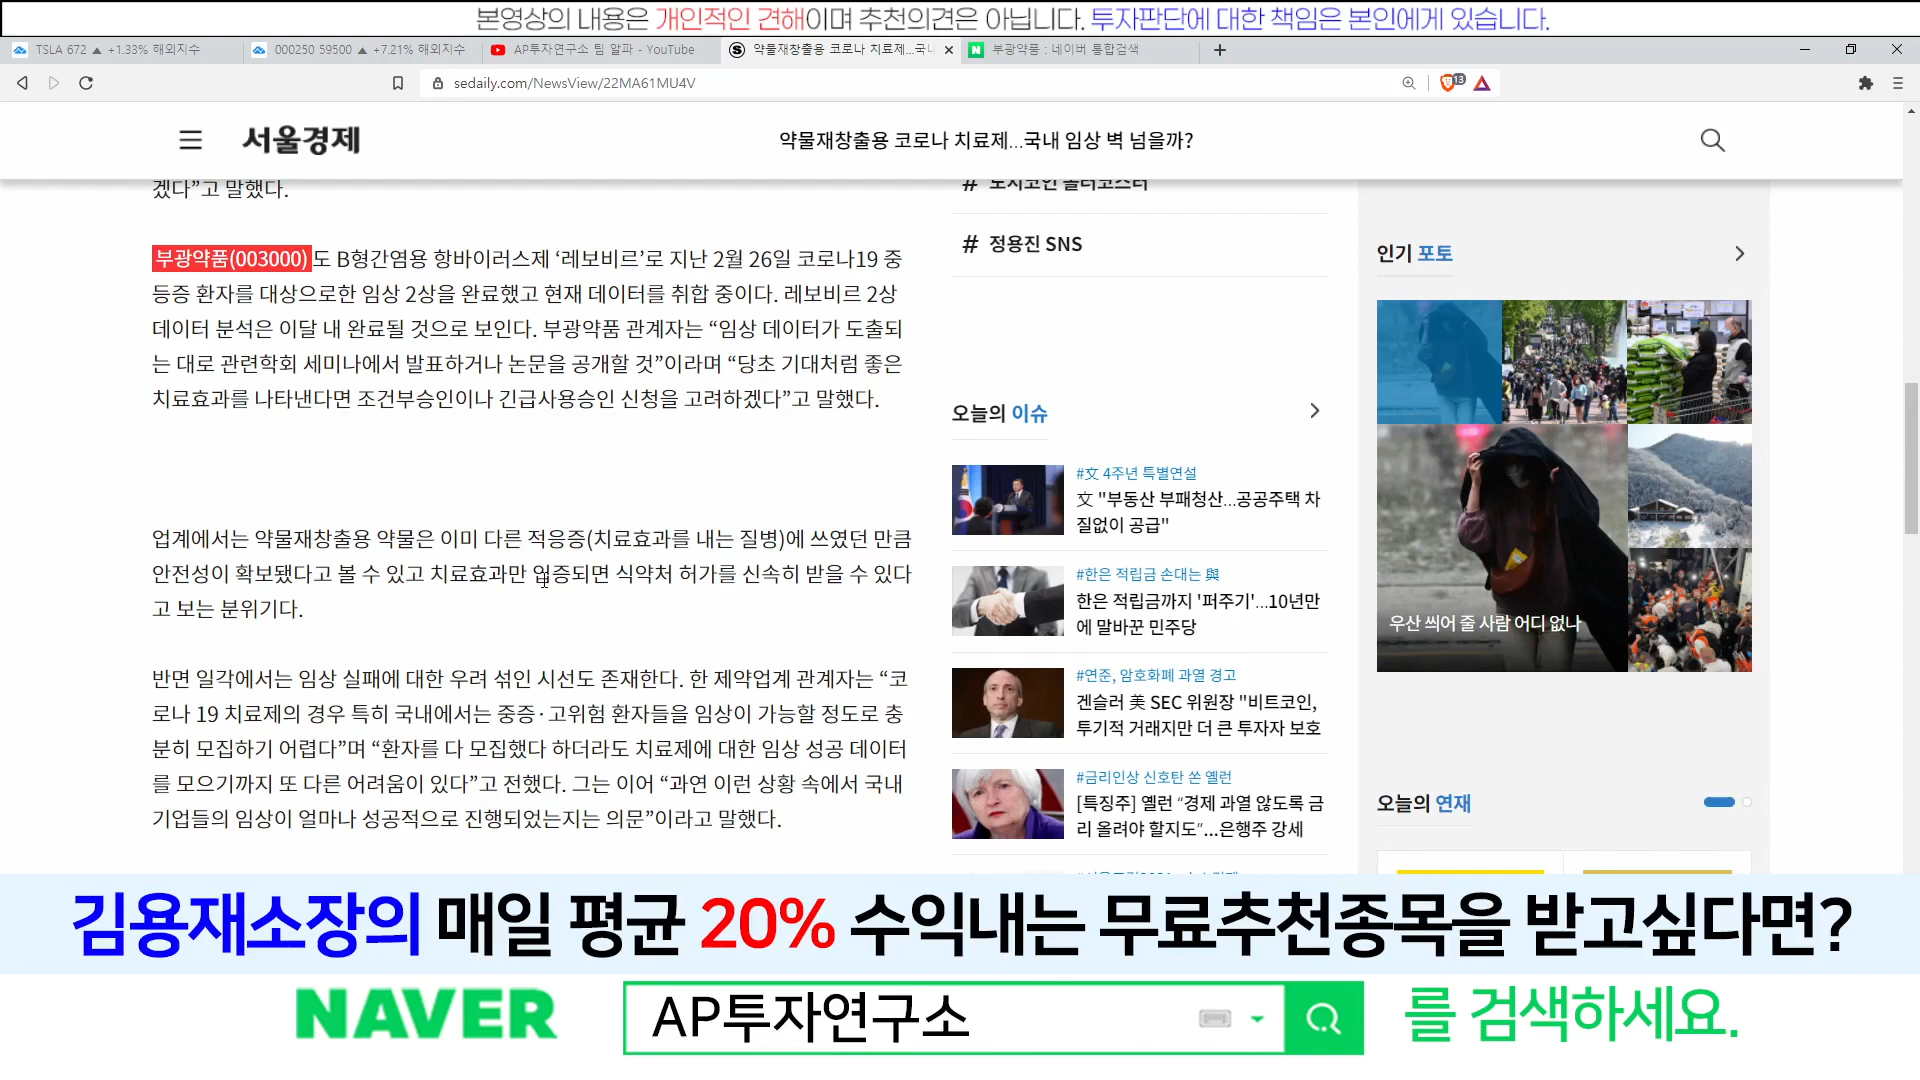 본영상의 내용은 개인적인 견해이며 추천의견은 아닙니다. 투자판단에 대한 책임은 본인에게 있습니다.
TSLA 672 ▲ +1.33% 해외지수
000250 59500 ▲ +7.21% 해외지수
AP투자연구소 팀 알파 - YouTube
약물재창출용 코로나 치료제...국내
부광약품 : 네이버 통합검색
sedaily.com/NewsView/22MA61MU4V
13
서울경제
약물재창출용 코로나 치료제...국내 임상 벽 넘을까?
겠다”고 말했다.
부광약품(003000)도 B형간염용 항바이러스제 ‘레보비르’로 지난 2월 26일 코로나19 중
등증 환자를 대상으로한 임상 2상을 완료했고 현재 데이터를 취합 중이다. 레보비르 2상
데이터 분석은 이달 내 완료될 것으로 보인다. 부광약품 관계자는 “임상 데이터가 도출되
는 대로 관련학회 세미나에서 발표하거나 논문을 공개할 것”이라며 “당초 기대처럼 좋은
치료효과를 나타낸다면 조건부승인이나 긴급사용승인 신청을 고려하겠다”고 말했다.
업계에서는 약물재창출용 약물은 이미 다른 적응증(치료효과를 내는 질병)에 쓰였던 만큼
안전성이 확보됐다고 볼 수 있고 치료효과만 입증되면 식약처 허가를 신속히 받을 수 있다
고 보는 분위기다.
반면 일각에서는 임상 실패에 대한 우려 섞인 시선도 존재한다. 한 제약업계 관계자는 “코
로나 19 치료제의 경우 특히 국내에서는 중증·고위험 환자들을 임상이 가능할 정도로 충
분히 모집하기 어렵다”며 “환자를 다 모집했다 하더라도 치료제에 대한 임상 성공 데이터
를 모으기까지 또 다른 어려움이 있다”고 전했다. 그는 이어 “과연 이런 상황 속에서 국내
기업들의 임상이 얼마나 성공적으로 진행되었는지는 의문”이라고 말했다.
# 도지코인 롤러코스터
# 정용진 SNS
오늘의 이슈
#文 4주년 특별연설
文 "부동산 부패청산...공공주택 차
질없이 공급"
#한은 적립금 손대는 與
한은 적립금까지 '퍼주기'...10년만
에 말바꾼 민주당
#연준, 암호화폐 과열 경고
겐슬러 美 SEC 위원장 "비트코인,
투기적 거래지만 더 큰 투자자 보호
#금리인상 신호탄 쏜 옐런
[특징주] 옐런 “경제 과열 않도록 금
리 올려야 할지도”...은행주 강세
인기 포토
우산 씌어 줄 사람 어디 없나
오늘의 연재
김용재소장의 매일 평균 20% 수익내는 무료추천종목을 받고싶다면?
NAVER AP투자연구소 를 검색하세요.